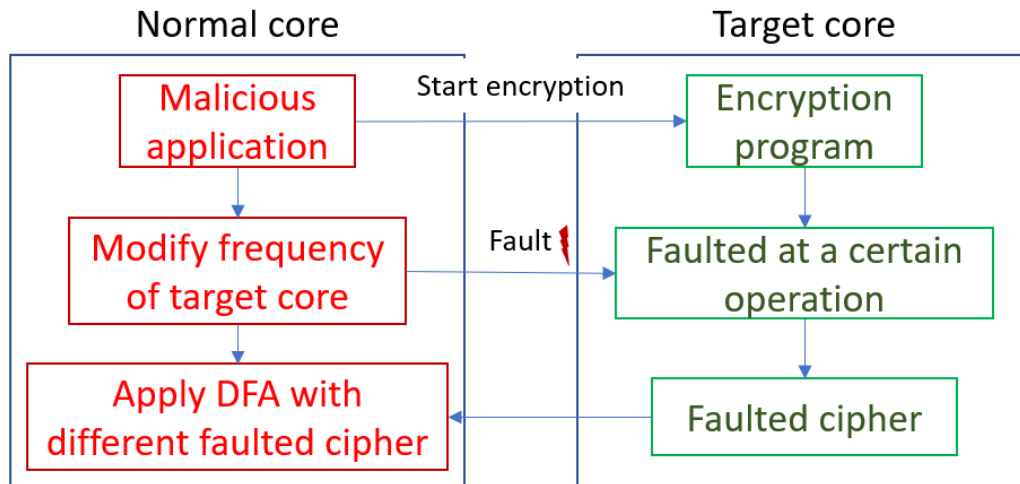 Normal core
Target core
Malicious
application
Start encryption
Encryption
program
Modify frequency
of target core
Fault
Faulted at a certain
operation
Apply DFA with
different faulted cipher
Faulted cipher